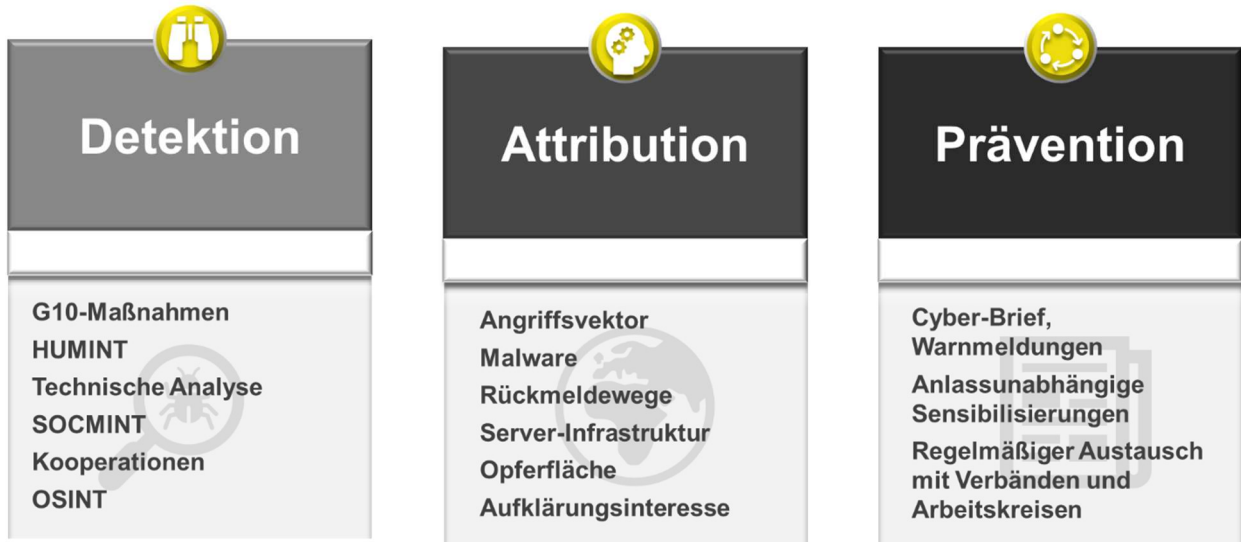 Detektion
G10-Maßnahmen
HUMINT
Technische Analyse
SOCMINT
Kooperationen
OSINT
Attribution
Angriffsvektor
Malware
Rückmeldewege
Server-Infrastruktur
Opferfläche
Aufklärungsinteresse
Prävention
Cyber-Brief,
Warnmeldungen
Anlassunabhängige
Sensibilisierungen
Regelmäßiger Austausch
mit Verbänden und
Arbeitskreisen